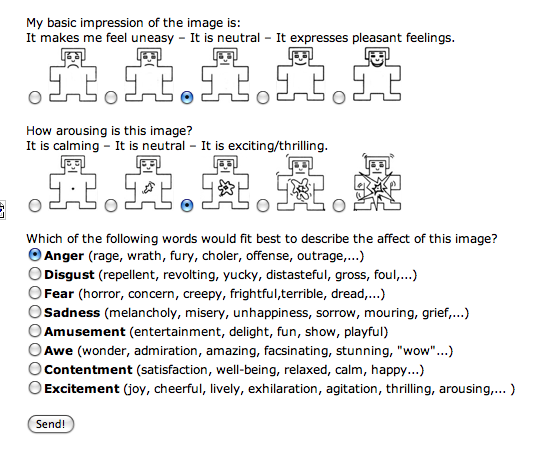 My basic impression of the image is:
It makes me feel uneasy – It is neutral – It expresses pleasant feelings.
How arousing is this image?
It is calming – It is neutral – It is exciting/thrilling.
Which of the following words would fit best to describe the affect of this image?
Anger (rage, wrath, fury, choler, offense, outrage,...)
Disgust (repellent, revolting, yucky, distasteful, gross, foul,...)
Fear (horror, concern, creepy, frightful,terrible, dread,...)
Sadness (melancholy, misery, unhappiness, sorrow, mouring, grief,...)
Amusement (entertainment, delight, fun, show, playful)
Awe (wonder, admiration, amazing, facsinating, stunning, "wow"...)
Contentment (satisfaction, well-being, relaxed, calm, happy...)
Excitement (joy, cheerful, lively, exhilaration, agitation, thrilling, arousing,... )
Send!